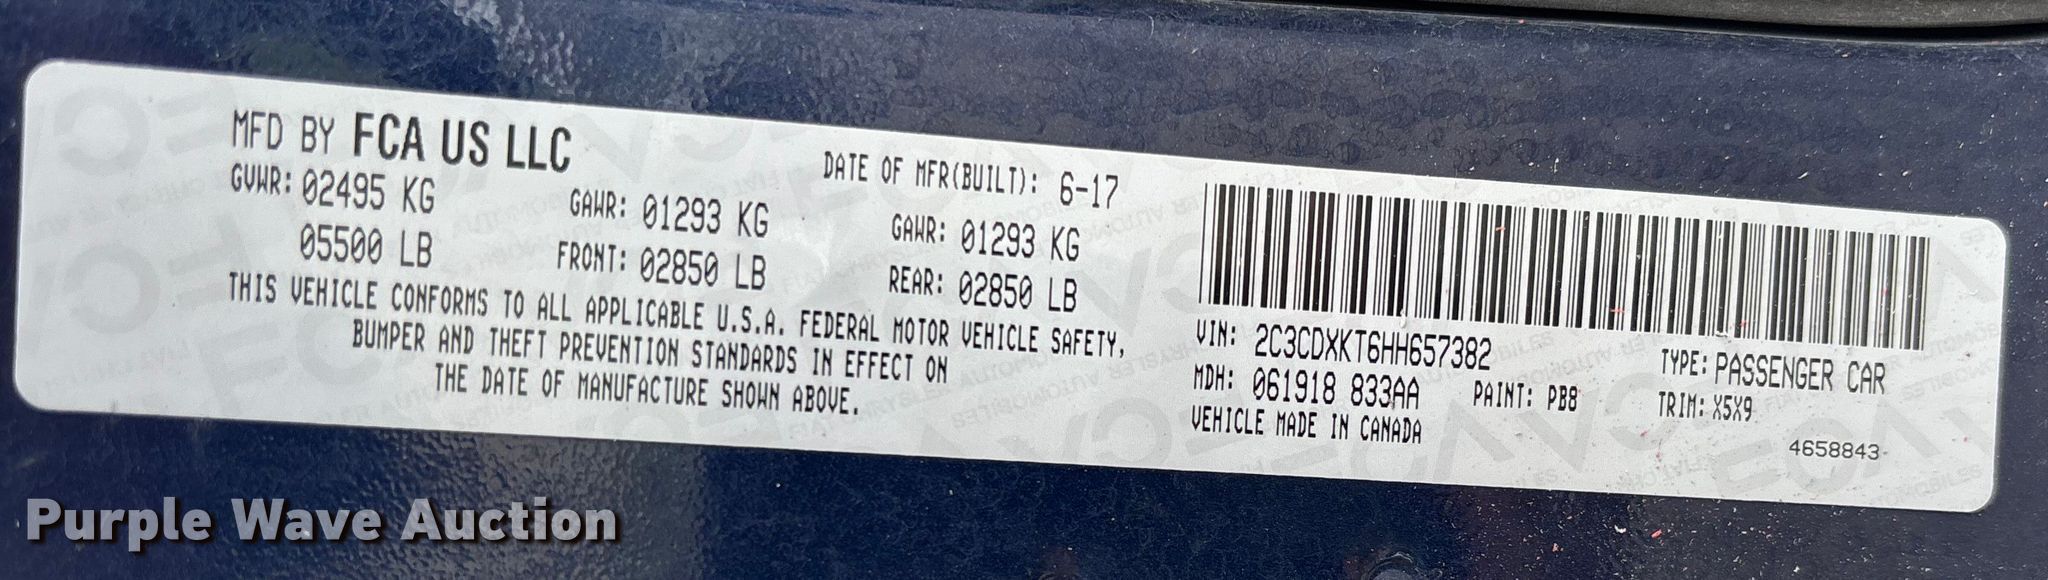 MFD BY FCA US LLC
DATE OF MFR(BUILT): 6-17
GVWR: 02495 KG GAWR: 01293 KG GAWR: 01293 KG
05500 LB FRONT: 02850 LB REAR: 02850 LB
THIS VEHICLE CONFORMS TO ALL APPLICABLE U.S.A. FEDERAL MOTOR VEHICLE SAFETY,
BUMPER AND THEFT PREVENTION STANDARDS IN EFFECT ON
THE DATE OF MANUFACTURE SHOWN ABOVE.
VIN: 2C3CDXKT6HH657382 TYPE: PASSENGER CAR
MDH: 061918 833AA PAINT: PB8 TRIM: X5X9
VEHICLE MADE IN CANADA
4658843
Purple Wave Auction